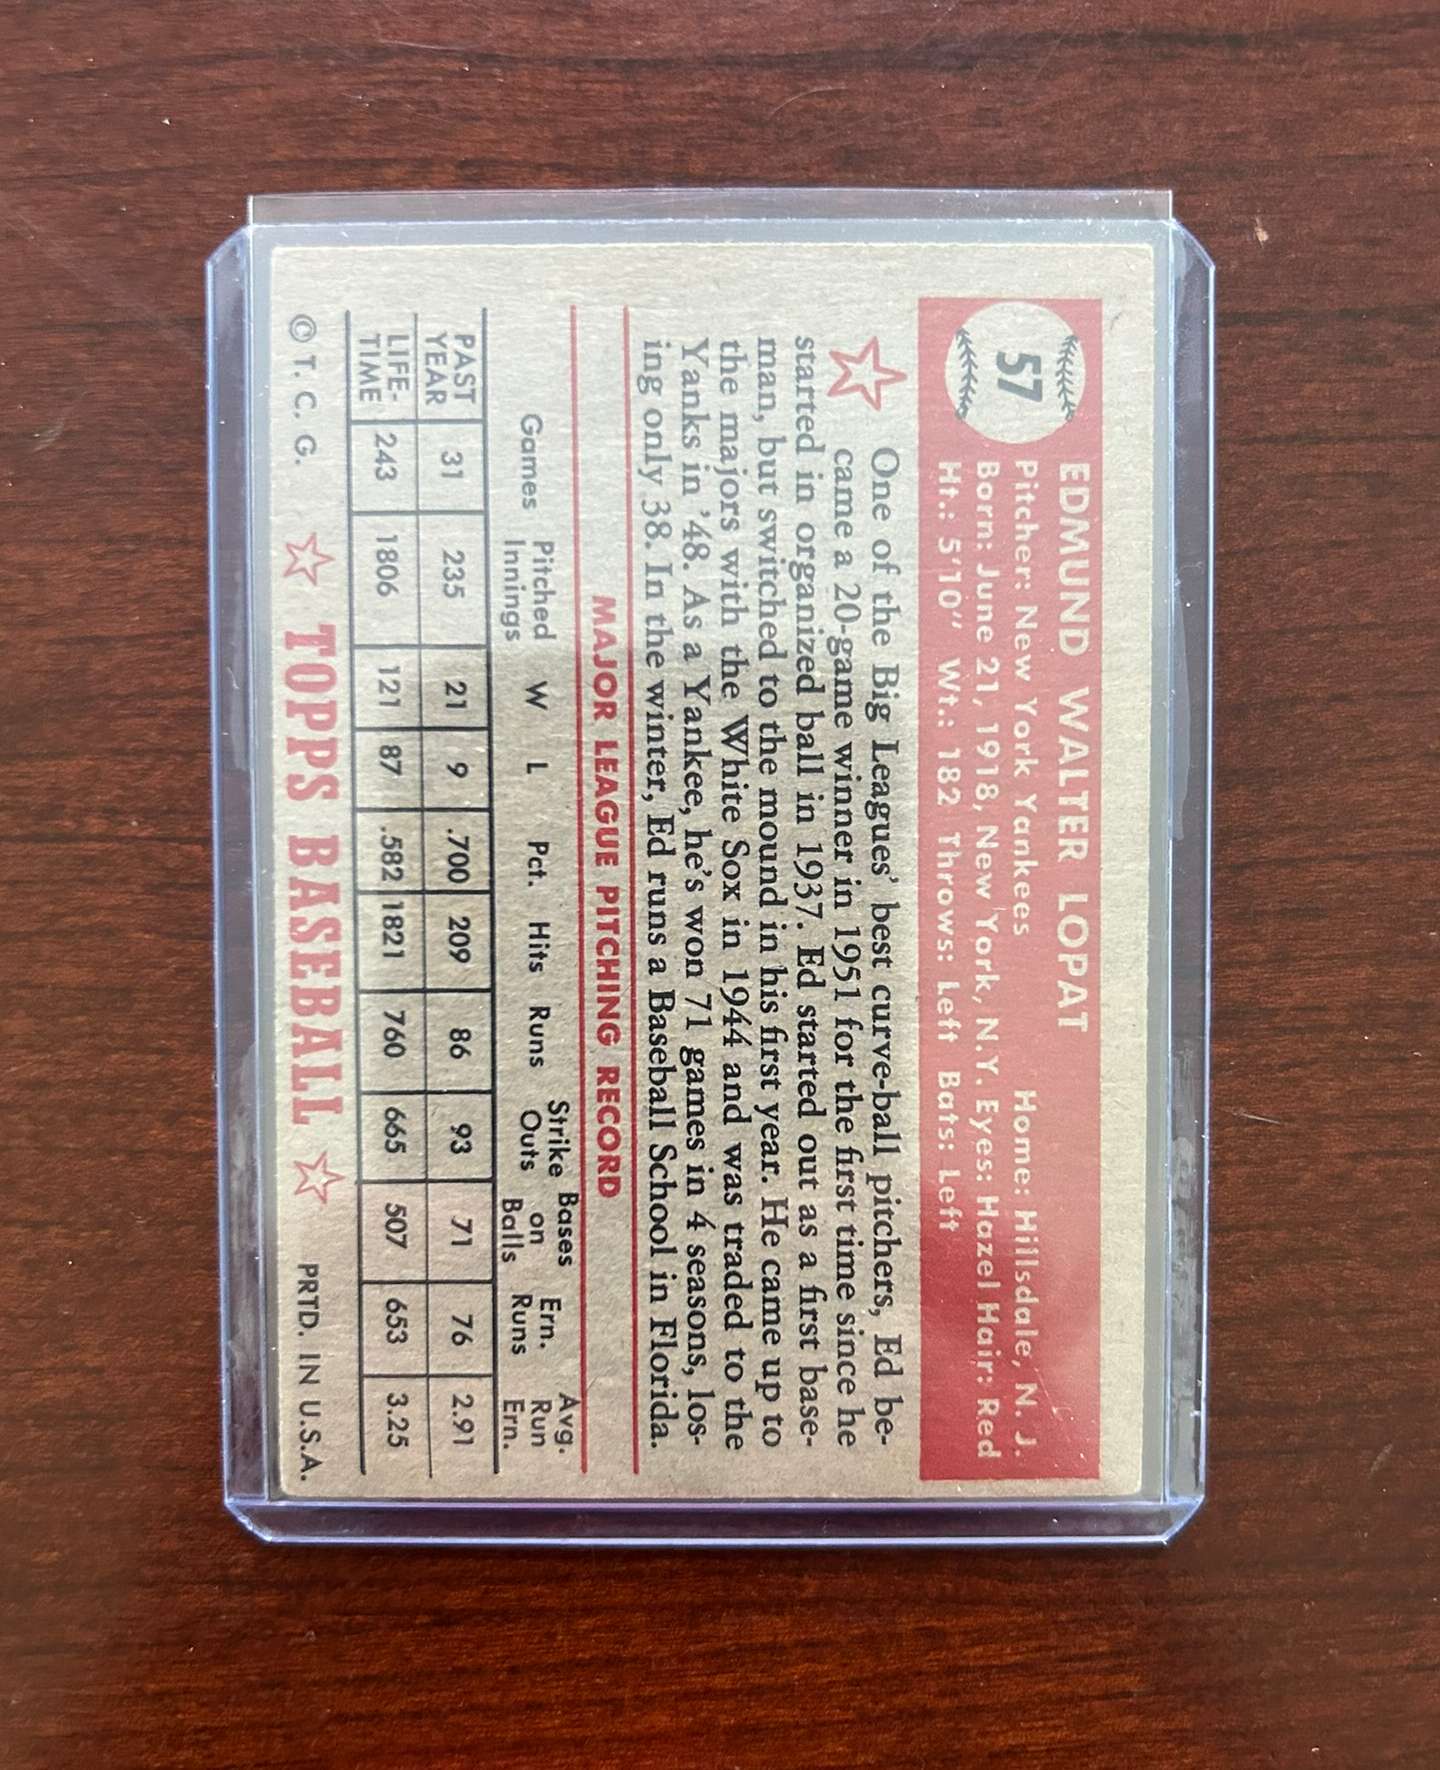 57
EDMUND WALTER LOPAT
Pitcher: New York Yankees Home: Hillsdale, N. J.
Born: June 21, 1918, New York, N.Y. Eyes: Hazel Hair: Red
Ht.: 5'10" Wt.: 182 Throws: Left Bats: Left
One of the Big Leagues' best curve-ball pitchers, Ed be-
came a 20-game winner in 1951 for the first time since he
started in organized ball in 1937. Ed started out as a first base-
man, but switched to the mound in his first year. He came up to
the majors with the White Sox in 1944 and was traded to the
Yanks in '48. As a Yankee, he's won 71 games in 4 seasons, los-
ing only 38. In the winter, Ed runs a Baseball School in Florida.
MAJOR LEAGUE PITCHING RECORD
Games Pitched Innings W L Pct. Hits Runs Strike Outs Bases on Balls Ern. Runs Avg. Run Ern.
PAST YEAR 31 235 21 9 .700 209 86 93 71 76 2.91
LIFE-TIME 243 1806 121 87 .582 1821 760 665 507 653 3.25
© T. C. G. ☆ TOPPS BASEBALL ☆ PRTD. IN U.S.A.